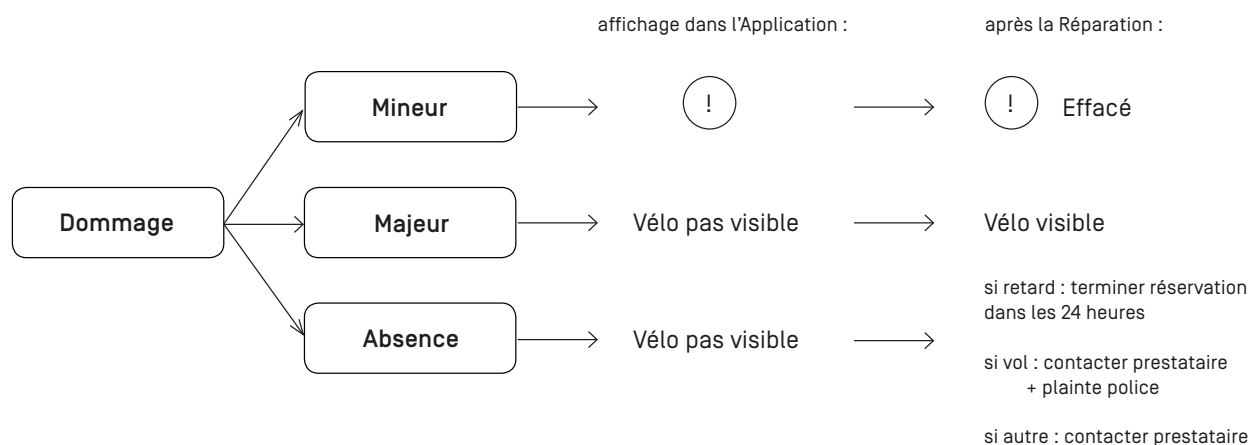 affichage dans l'Application :
après la Réparation :
Mineur
!
! Effacé
Dommage
Majeur
Vélo pas visible
Vélo visible
Absence
Vélo pas visible
si retard : terminer réservation
dans les 24 heures
si vol : contacter prestataire
+ plainte police
si autre : contacter prestataire